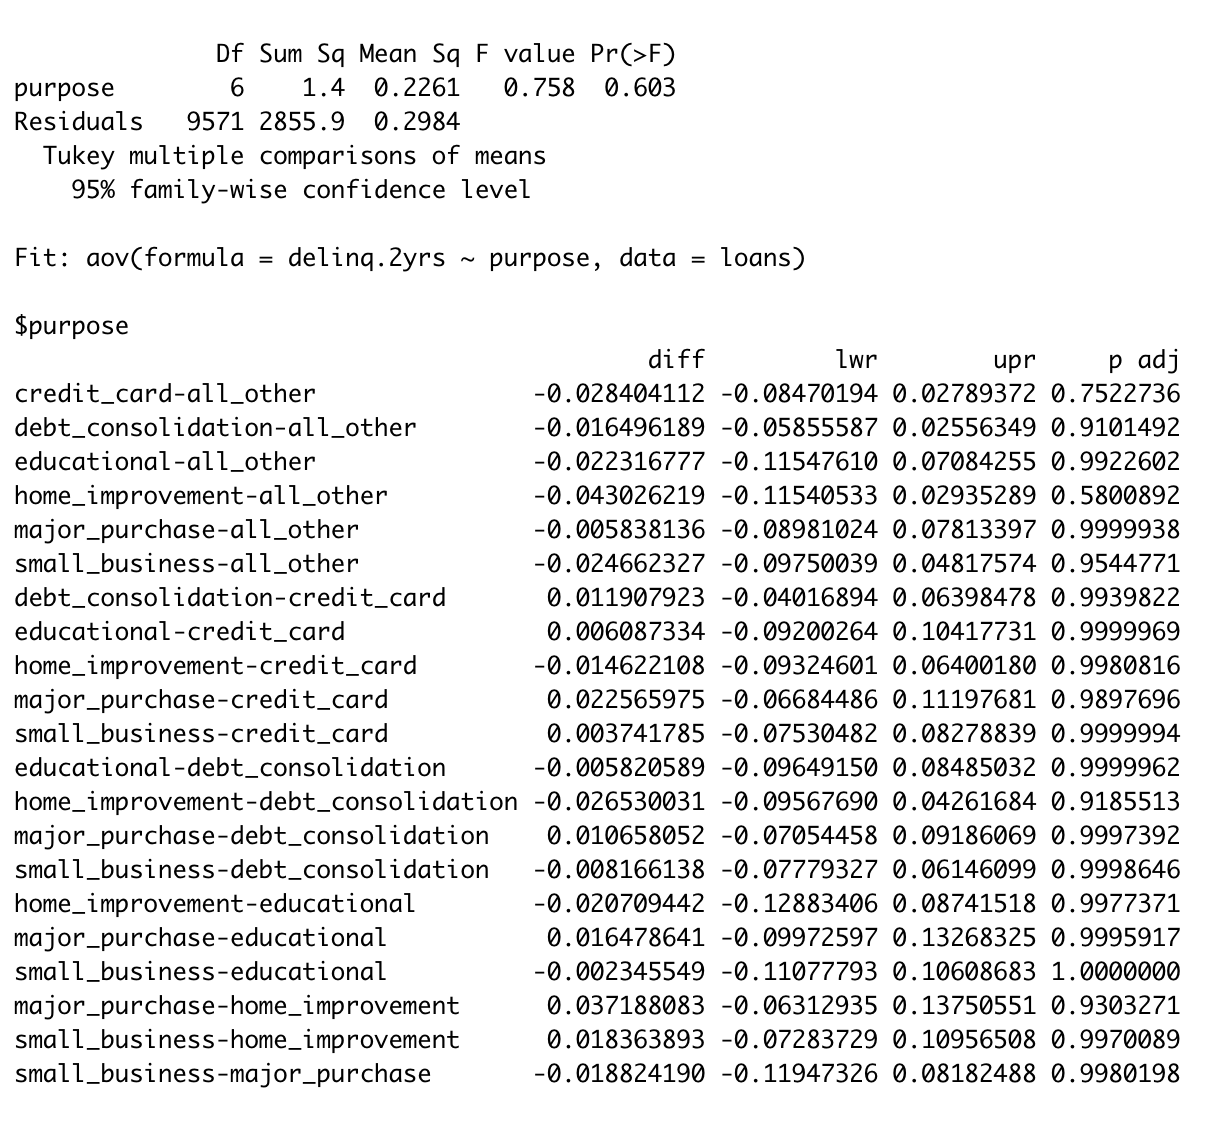 Df Sum Sq Mean Sq F value Pr(>F)
purpose 6 1.4 0.2261 0.758 0.603
Residuals 9571 2855.9 0.2984
Tukey multiple comparisons of means
95% family-wise confidence level
Fit: aov(formula = delinq.2yrs ~ purpose, data = loans)
$purpose
diff lwr upr p adj
credit_card-all_other -0.028404112 -0.08470194 0.02789372 0.7522736
debt_consolidation-all_other -0.016496189 -0.05855587 0.02556349 0.9101492
educational-all_other -0.022316777 -0.11547610 0.07084255 0.9922602
home_improvement-all_other -0.043026219 -0.11540533 0.02935289 0.5800892
major_purchase-all_other -0.005838136 -0.08981024 0.07813397 0.9999938
small_business-all_other -0.024662327 -0.09750039 0.04817574 0.9544771
debt_consolidation-credit_card 0.011907923 -0.04016894 0.06398478 0.9939822
educational-credit_card 0.006087334 -0.09200264 0.10417731 0.9999969
home_improvement-credit_card -0.014622108 -0.09324601 0.06400180 0.9980816
major_purchase-credit_card 0.022565975 -0.06684486 0.11197681 0.9897696
small_business-credit_card 0.003741785 -0.07530482 0.08278839 0.9999994
educational-debt_consolidation -0.005820589 -0.09649150 0.08485032 0.9999962
home_improvement-debt_consolidation -0.026530031 -0.09567690 0.04261684 0.9185513
major_purchase-debt_consolidation 0.010658052 -0.07054458 0.09186069 0.9997392
small_business-debt_consolidation -0.008166138 -0.07779327 0.06146099 0.9998646
home_improvement-educational -0.020709442 -0.12883406 0.08741518 0.9977371
major_purchase-educational 0.016478641 -0.09972597 0.13268325 0.9995917
small_business-educational -0.002345549 -0.11077793 0.10608683 1.0000000
major_purchase-home_improvement 0.037188083 -0.06312935 0.13750551 0.9303271
small_business-home_improvement 0.018363893 -0.07283729 0.10956508 0.9970089
small_business-major_purchase -0.018824190 -0.11947326 0.08182488 0.9980198